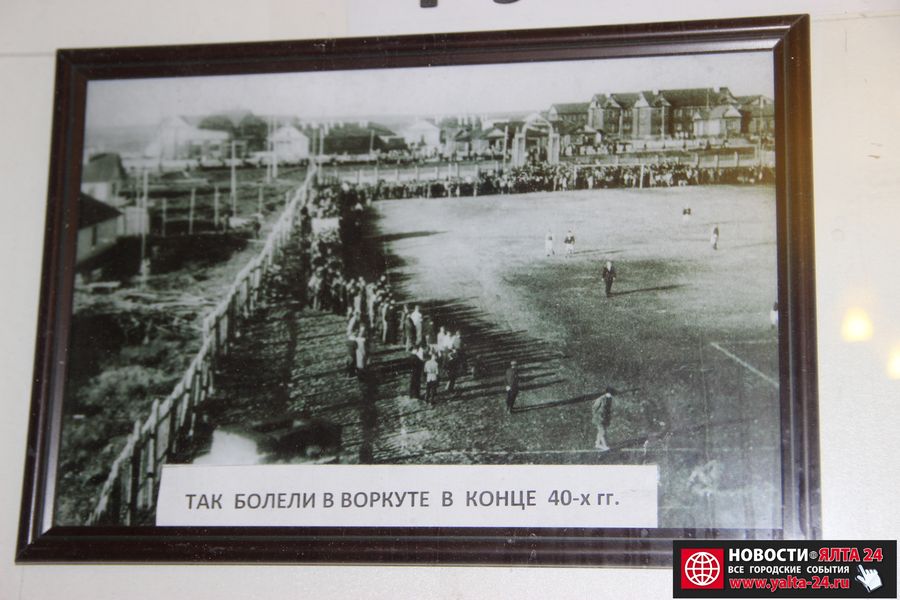 ТАК БОЛЕЛИ В ВОРКУТЕ В КОНЦЕ 40-х гг.
НОВОСТИ ЯЛТА 24
ВСЕ ГОРОДСКИЕ СОБЫТИЯ
www.yalta-24.ru